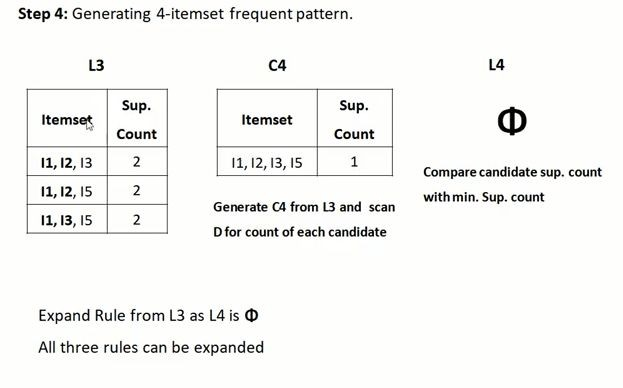 Step 4: Generating 4-itemset frequent pattern.
L3
Itemset
Sup.
Count
I1, I2, I3
2
I1, I2, I5
2
I1, I3, I5
2
C4
Itemset
Sup.
Count
I1, I2, I3, I5
1
Generate C4 from L3 and scan
D for count of each candidate
L4
Φ
Compare candidate sup. count
with min. Sup. count
Expand Rule from L3 as L4 is Φ
All three rules can be expanded